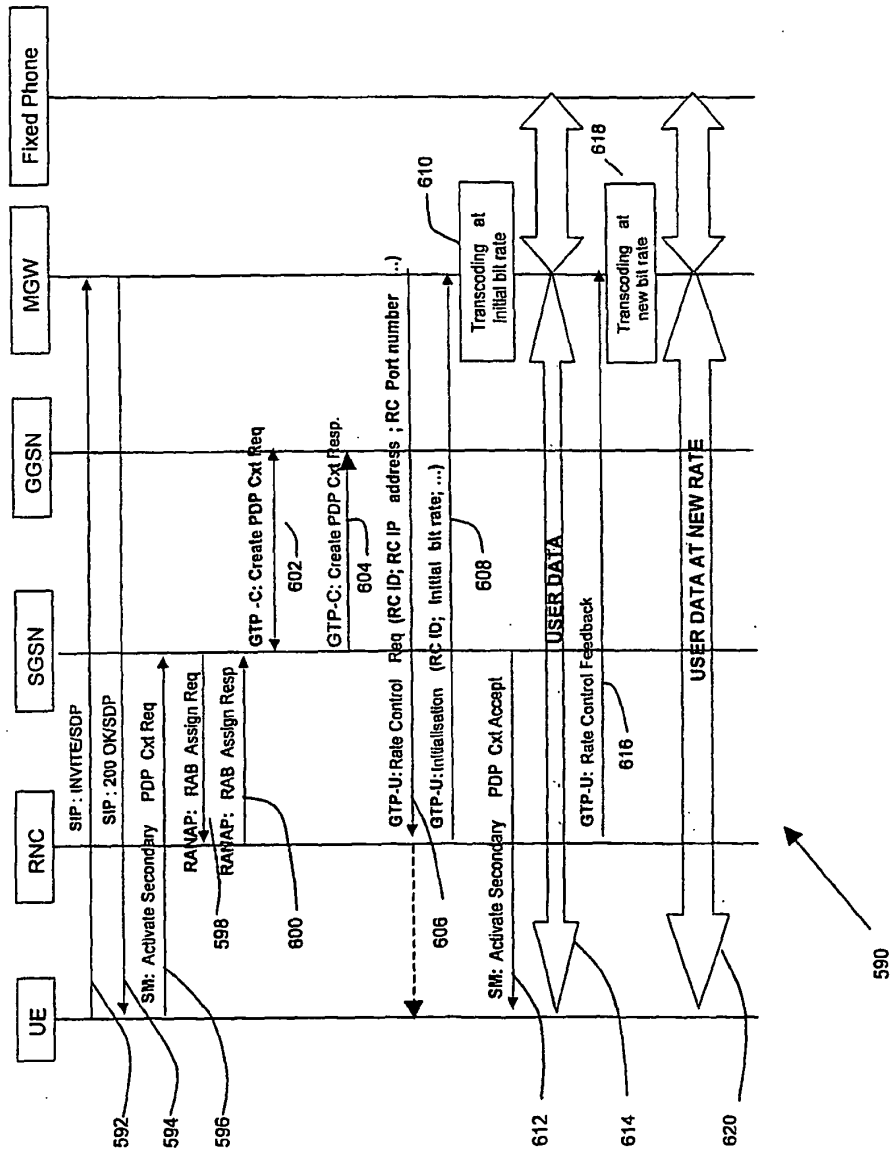 UE
RNC
SGSN
GGSN
MGW
Fixed Phone
SIP: INVITE/SDP
592
SIP: 200 OK/SDP
594
SM: Activate Secondary PDP Cxt Req
596
RANAP: RAB Assign Req
598
RANAP: RAB Assign Resp
600
GTP-C: Create PDP Cxt Req
602
GTP-C: Create PDP Cxt Resp.
604
GTP-U: Rate Control Req (RC ID; RC IP address ; RC Port number ...)
606
GTP-U: Initialisation (RC ID; Initial bit rate; ...)
608
Transcoding at
Initial bit rate
610
SM: Activate Secondary PDP Cxt Accept
612
USER DATA
614
GTP-U: Rate Control Feedback
616
Transcoding at
new bit rate
618
USER DATA AT NEW RATE
620
590